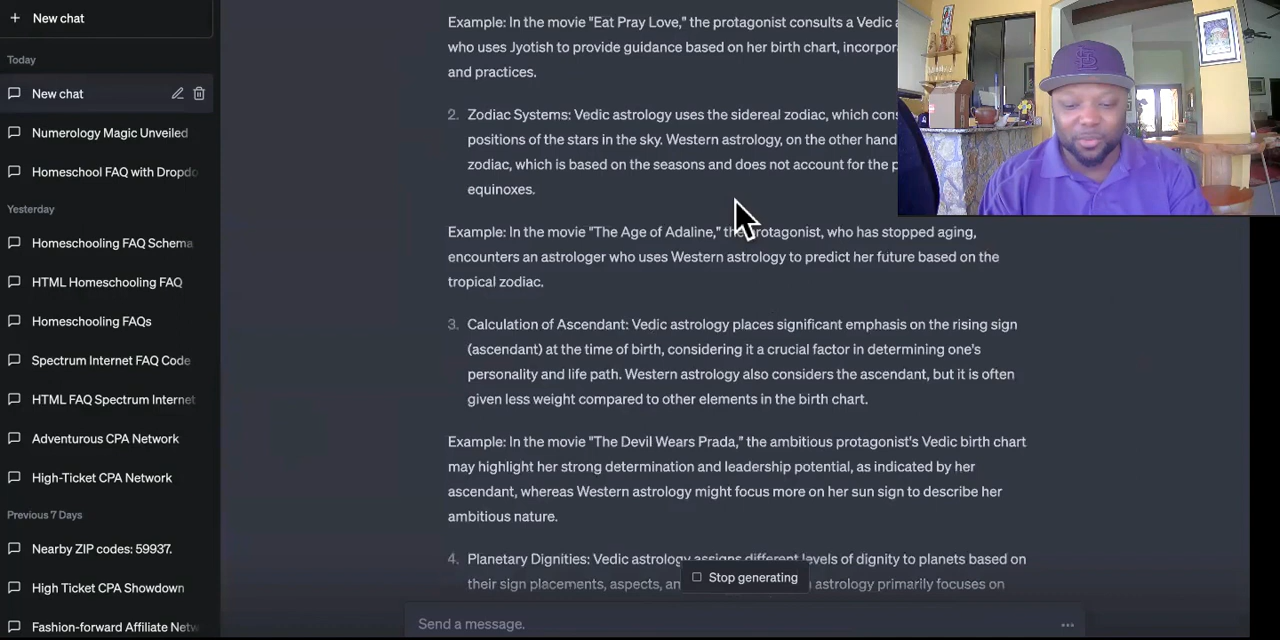 New chat
Today
New chat
Numerology Magic Unveiled
Homeschool FAQ with Dropdo
Yesterday
Homeschooling FAQ Schema
HTML Homeschooling FAQ
Homeschooling FAQs
Spectrum Internet FAQ Code
HTML FAQ Spectrum Internet
Adventurous CPA Network
High-Ticket CPA Network
Previous 7 Days
Nearby ZIP codes: 59937.
High Ticket CPA Showdown
Fashion-forward Affiliate Netw
Example: In the movie "Eat Pray Love," the protagonist consults a Vedic
who uses Jyotish to provide guidance based on her birth chart, incorpor
and practices.
2. Zodiac Systems: Vedic astrology uses the sidereal zodiac, which cons
positions of the stars in the sky. Western astrology, on the other hand
zodiac, which is based on the seasons and does not account for the p
equinoxes.
Example: In the movie "The Age of Adaline," the protagonist, who has stopped aging,
encounters an astrologer who uses Western astrology to predict her future based on the
tropical zodiac.
3. Calculation of Ascendant: Vedic astrology places significant emphasis on the rising sign
(ascendant) at the time of birth, considering it a crucial factor in determining one's
personality and life path. Western astrology also considers the ascendant, but it is often
given less weight compared to other elements in the birth chart.
Example: In the movie "The Devil Wears Prada," the ambitious protagonist's Vedic birth chart
may highlight her strong determination and leadership potential, as indicated by her
ascendant, whereas Western astrology might focus more on her sun sign to describe her
ambitious nature.
4. Planetary Dignities: Vedic astrology assigns different levels of dignity to planets based on
their sign placements, aspects, an astrology primarily focuses on
Stop generating
Send a message.